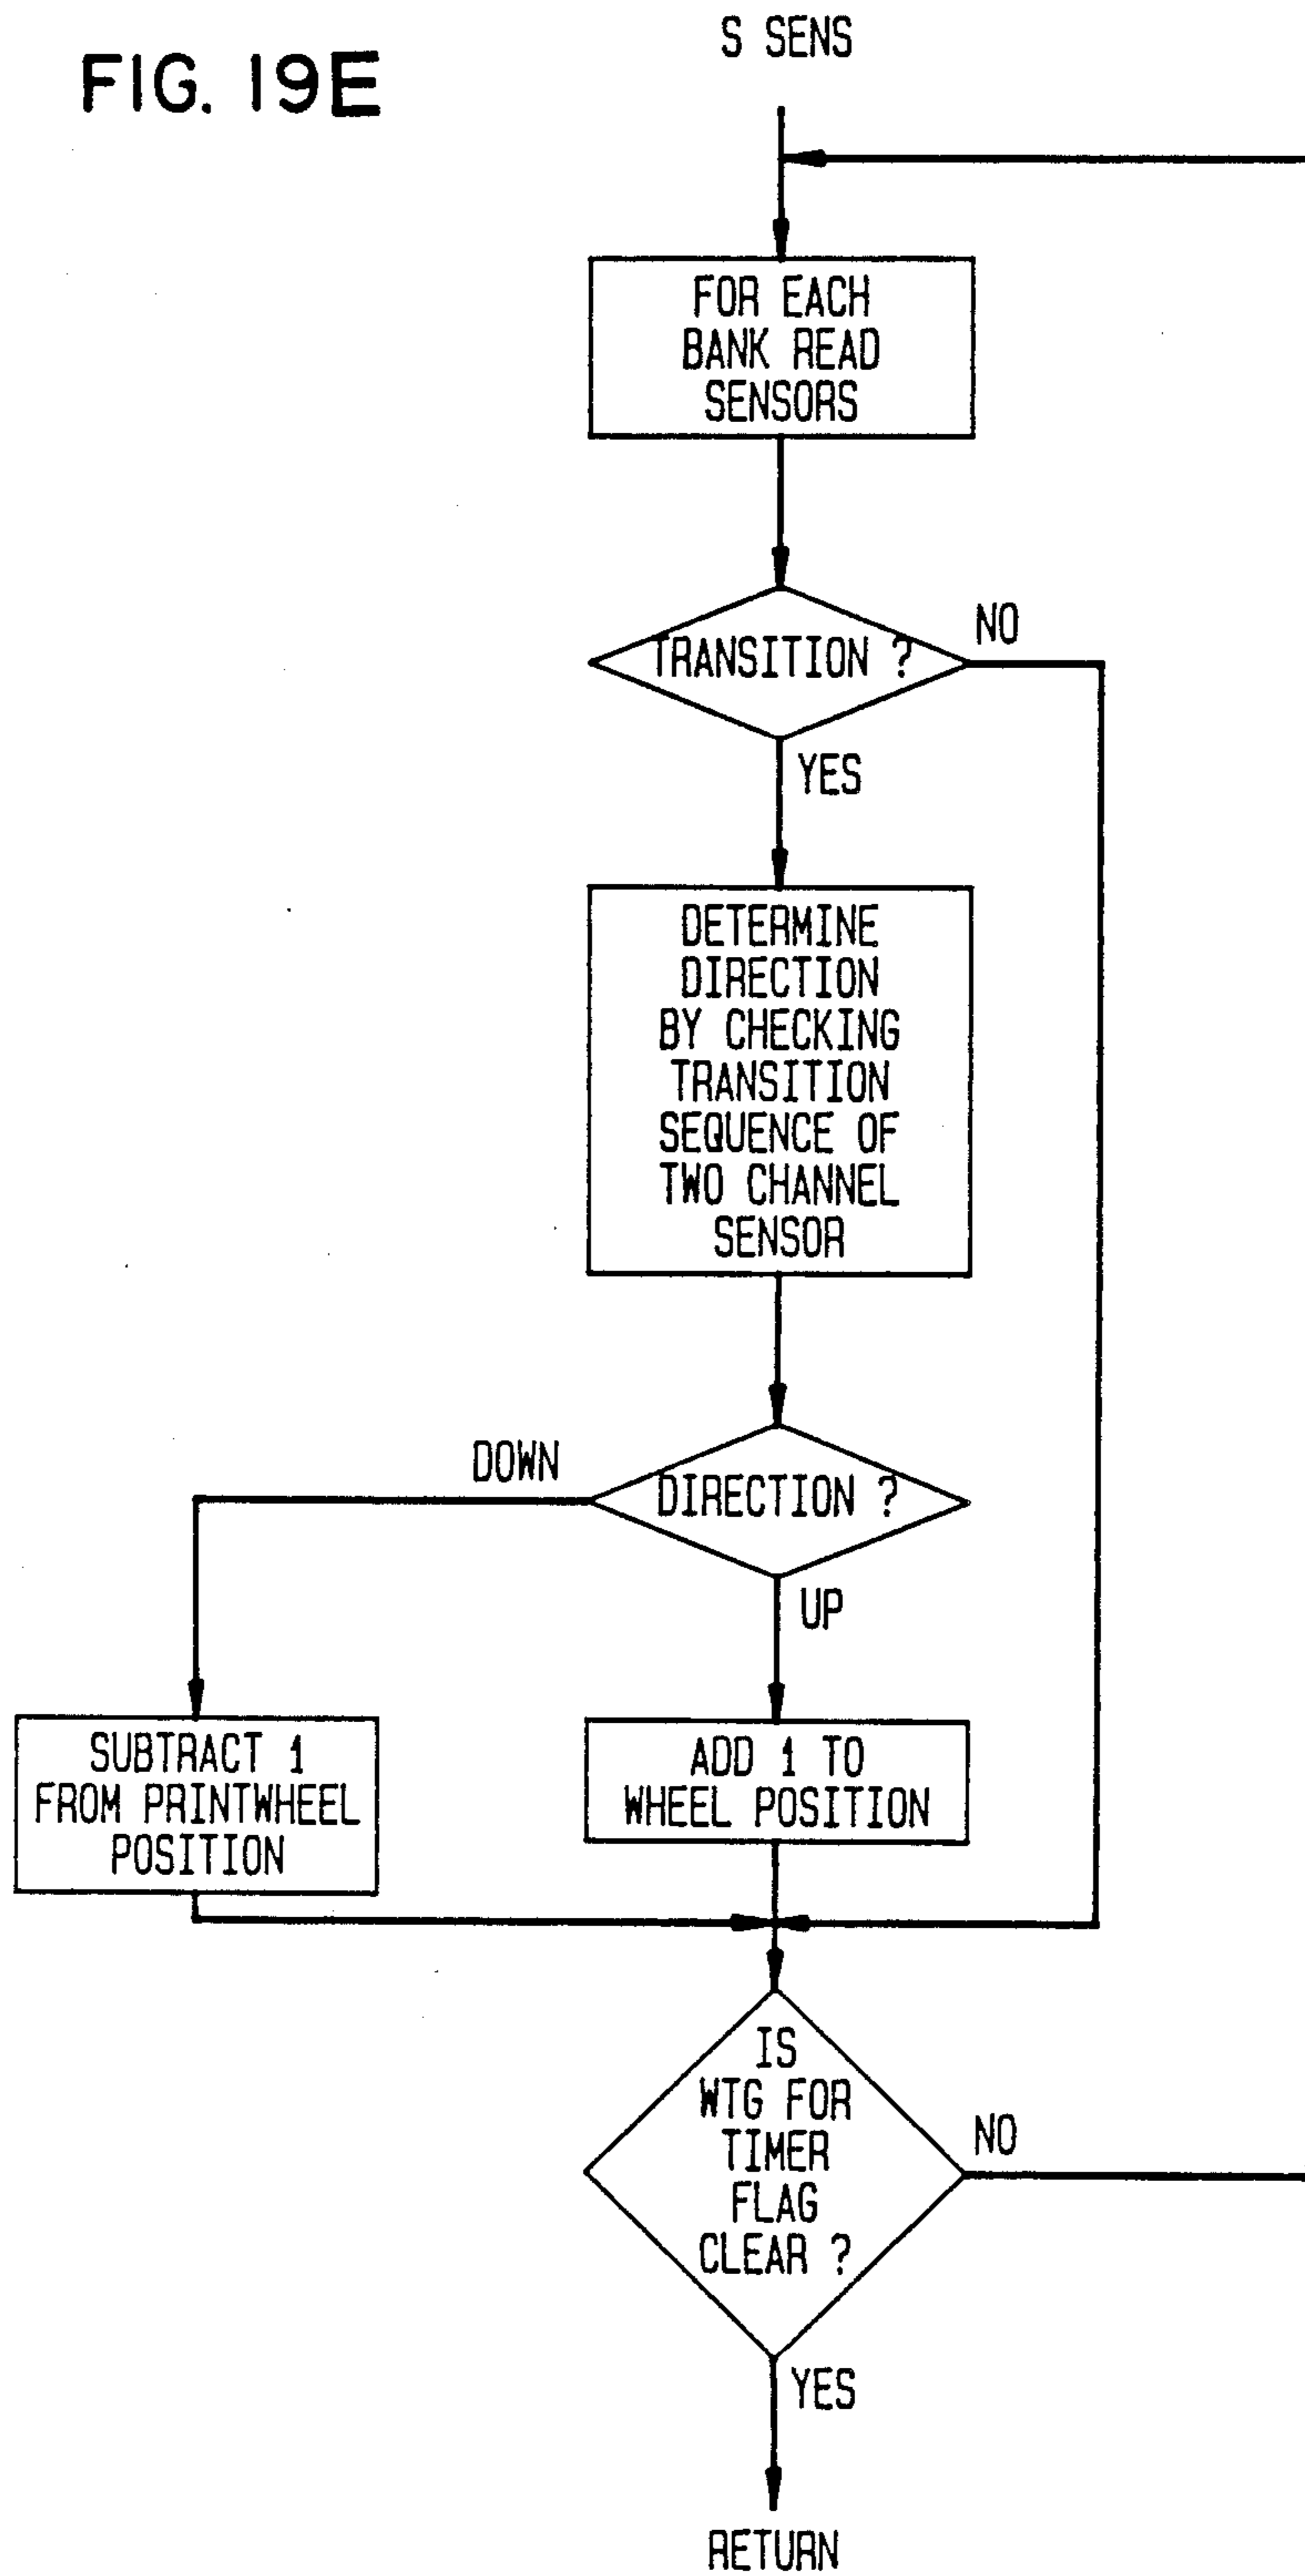 FIG. 19E
S SENS
FOR EACH
BANK READ
SENSORS
TRANSITION ?
NO
YES
DETERMINE
DIRECTION
BY CHECKING
TRANSITION
SEQUENCE OF
TWO CHANNEL
SENSOR
DOWN
DIRECTION ?
UP
SUBTRACT 1
FROM PRINTWHEEL
POSITION
ADD 1 TO
WHEEL POSITION
IS
WTG FOR
TIMER
FLAG
CLEAR ?
NO
YES
RETURN